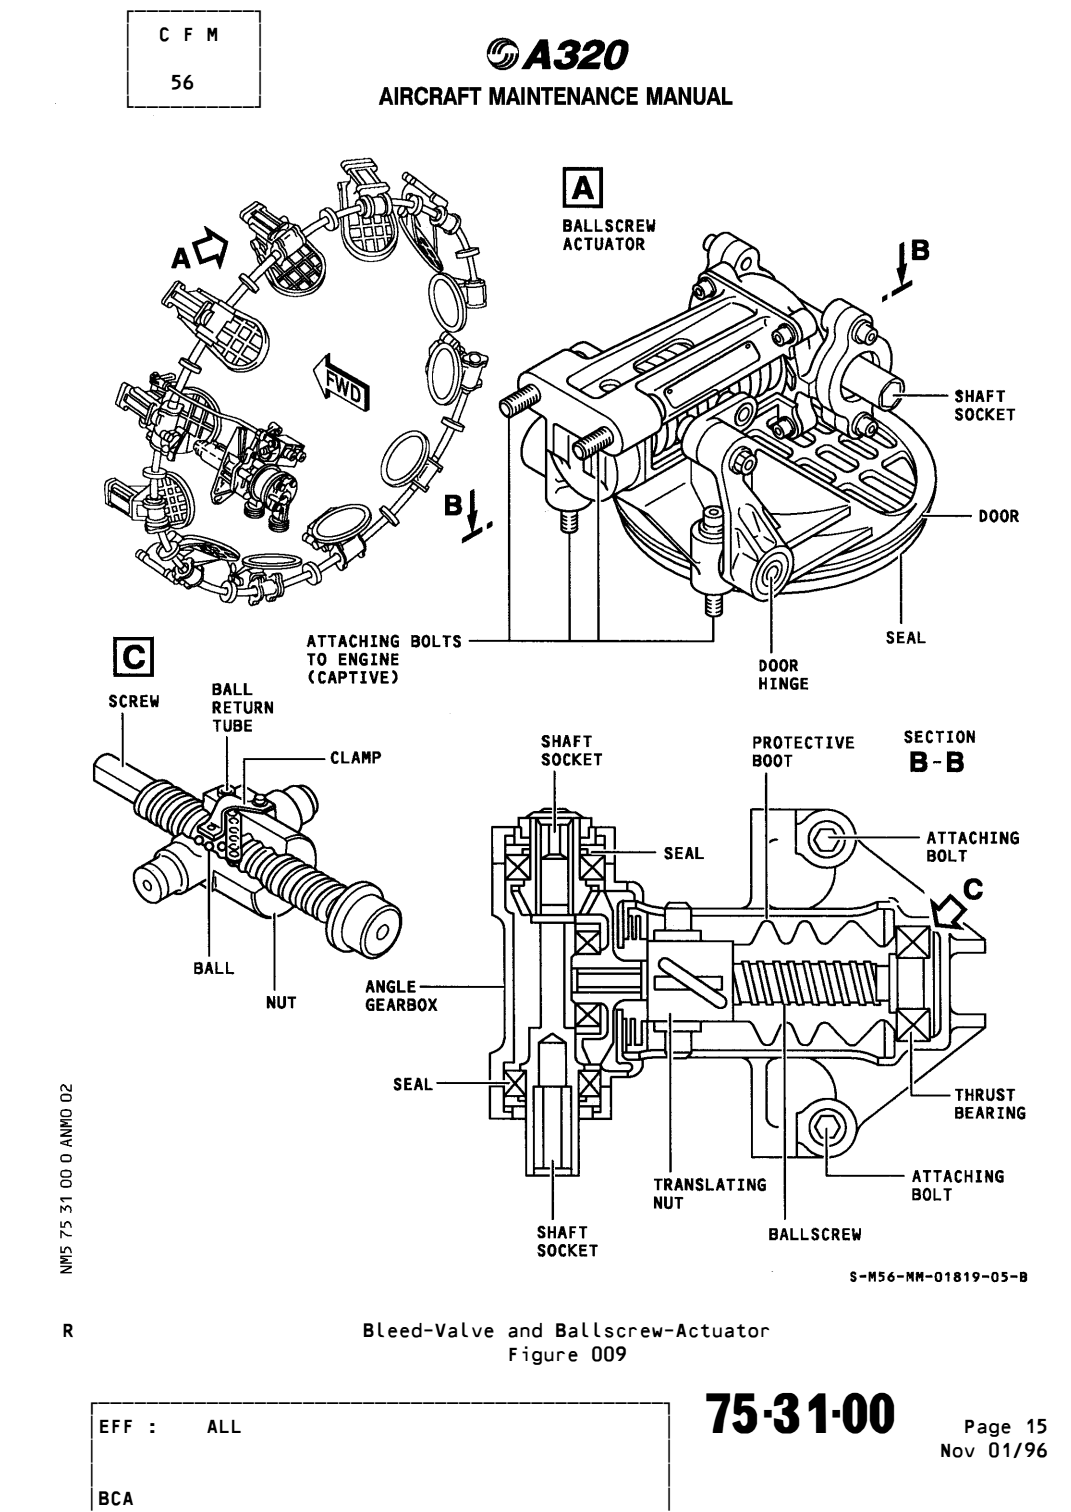 C F M
56
A320
AIRCRAFT MAINTENANCE MANUAL
A
BALLSCREW
ACTUATOR
A
B
FWD
SHAFT
SOCKET
B
DOOR
SEAL
ATTACHING BOLTS
TO ENGINE
(CAPTIVE)
DOOR
HINGE
C
SCREW
BALL
RETURN
TUBE
CLAMP
BALL
NUT
SHAFT
SOCKET
PROTECTIVE
BOOT
SECTION
B-B
SEAL
ATTACHING
BOLT
C
ANGLE
GEARBOX
SEAL
THRUST
BEARING
TRANSLATING
NUT
ATTACHING
BOLT
SHAFT
SOCKET
BALLSCREW
S-M56-MM-01819-05-B
NM5 75 31 00 0 ANM0 02
R
Bleed-Valve and Ballscrew-Actuator
Figure 009
EFF : ALL
BCA
75-31-00
Page 15
Nov 01/96